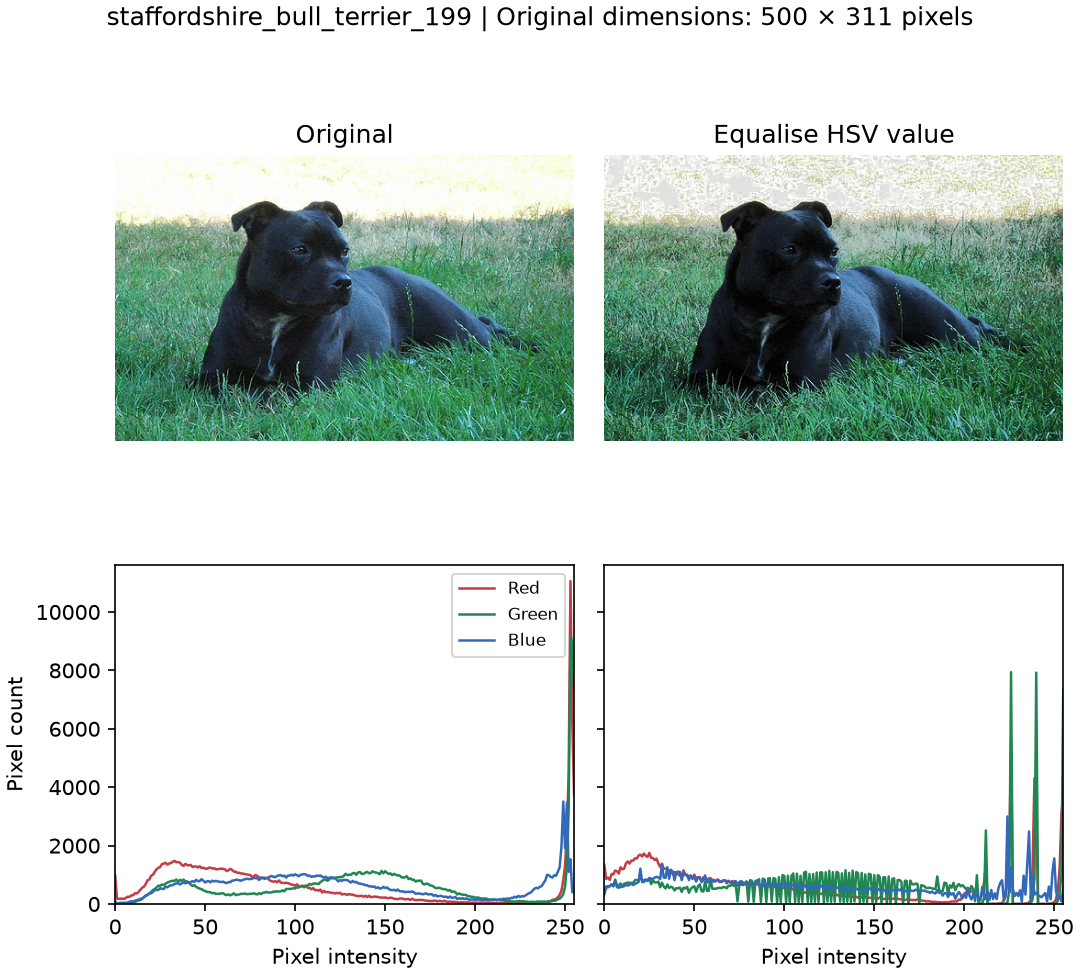 staffordshire_bull_terrier_199 | Original dimensions: 500 × 311 pixels
Original
Equalise HSV value
Red
Green
Blue
Pixel count
10000
8000
6000
4000
2000
0
0 50 100 150 200 250
0 50 100 150 200 250
Pixel intensity
Pixel intensity